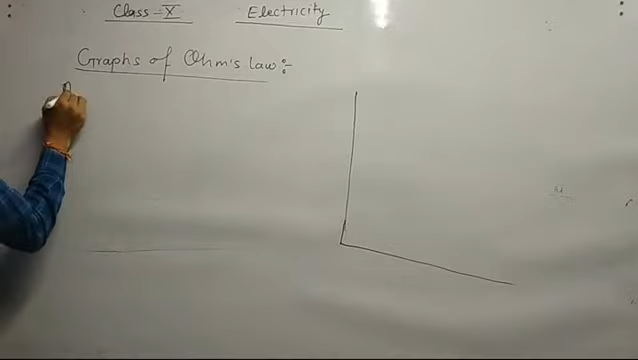 Class - X Electricity
Graphs of Ohm's law :-